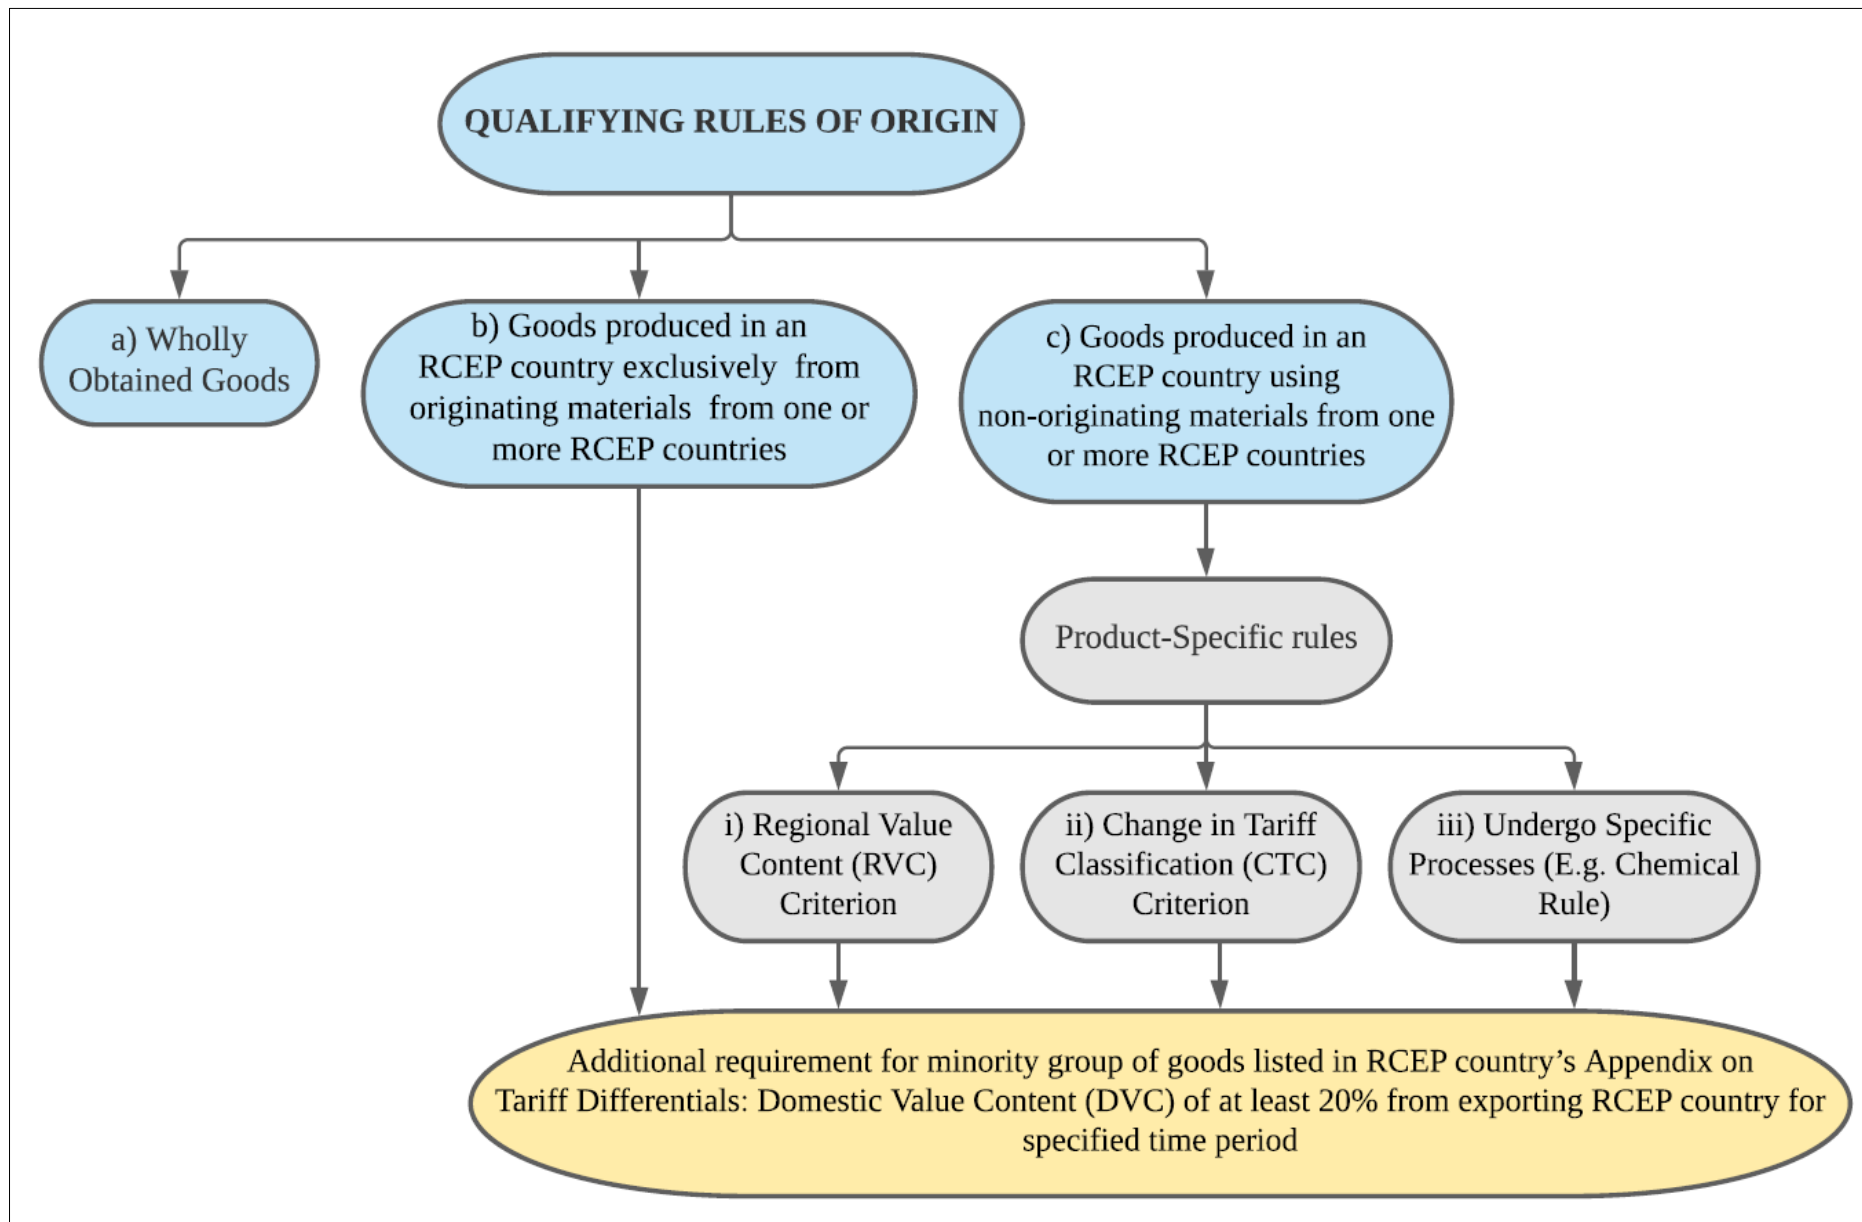 QUALIFYING RULES OF ORIGIN
a) Wholly
Obtained Goods
b) Goods produced in an
RCEP country exclusively from
originating materials from one or
more RCEP countries
c) Goods produced in an
RCEP country using
non-originating materials from one
or more RCEP countries
Product-Specific rules
i) Regional Value
Content (RVC)
Criterion
ii) Change in Tariff
Classification (CTC)
Criterion
iii) Undergo Specific
Processes (E.g. Chemical
Rule)
Additional requirement for minority group of goods listed in RCEP country’s Appendix on
Tariff Differentials: Domestic Value Content (DVC) of at least 20% from exporting RCEP country for
specified time period